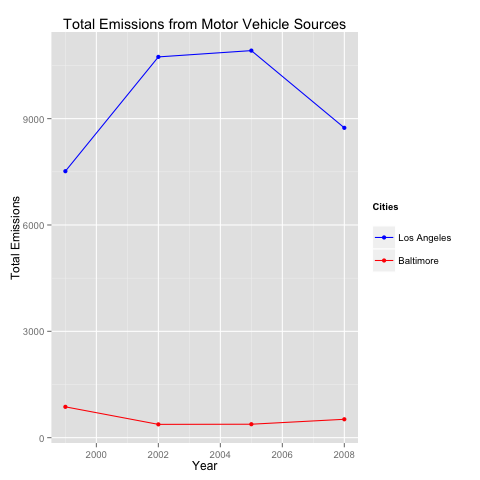 Total Emissions from Motor Vehicle Sources
Total Emissions
9000
6000
3000
0
2000 2002 2004 2006 2008
Year
Cities
Los Angeles
Baltimore